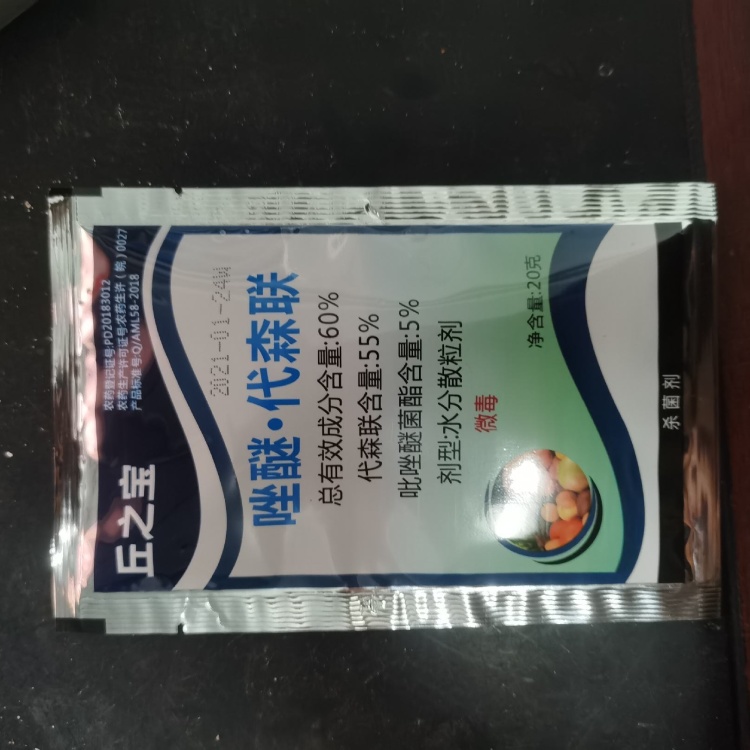 农药登记证号:PD20183012
农药生产许可证号:农药生许(皖)0027
产品标准号:Q/AML58-2018
丘之宝
2021-01-24W
唑醚·代森联
总有效成分含量:60%
代森联含量:55%
吡唑醚菌酯含量:5%
剂型:水分散粒剂
微毒
净含量:20克
杀菌剂